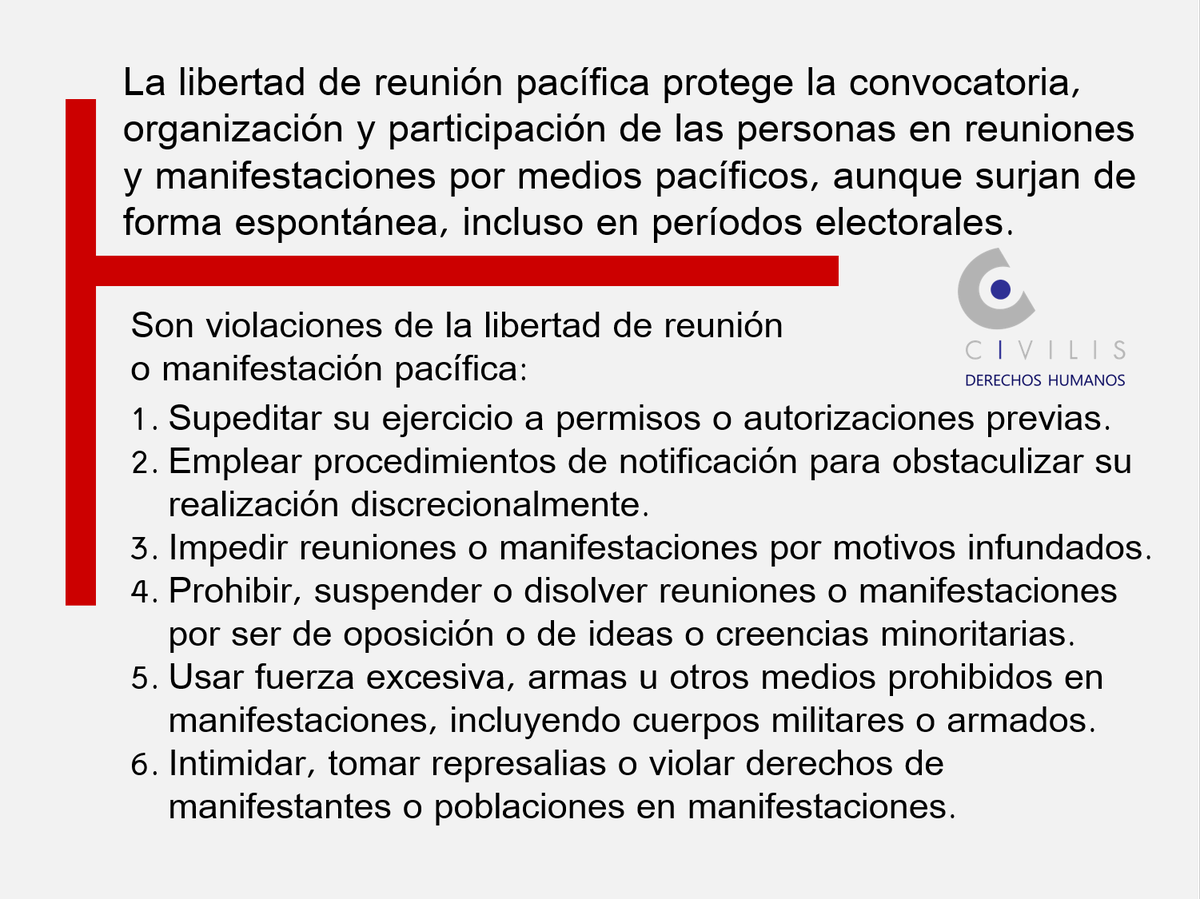 La libertad de reunión pacífica protege la convocatoria,
organización y participación de las personas en reuniones
y manifestaciones por medios pacíficos, aunque surjan de
forma espontánea, incluso en períodos electorales.
CIVILIS
DERECHOS HUMANOS
Son violaciones de la libertad de reunión
o manifestación pacífica:
1. Supeditar su ejercicio a permisos o autorizaciones previas.
2. Emplear procedimientos de notificación para obstaculizar su
realización discrecionalmente.
3. Impedir reuniones o manifestaciones por motivos infundados.
4. Prohibir, suspender o disolver reuniones o manifestaciones
por ser de oposición o de ideas o creencias minoritarias.
5. Usar fuerza excesiva, armas u otros medios prohibidos en
manifestaciones, incluyendo cuerpos militares o armados.
6. Intimidar, tomar represalias o violar derechos de
manifestantes o poblaciones en manifestaciones.